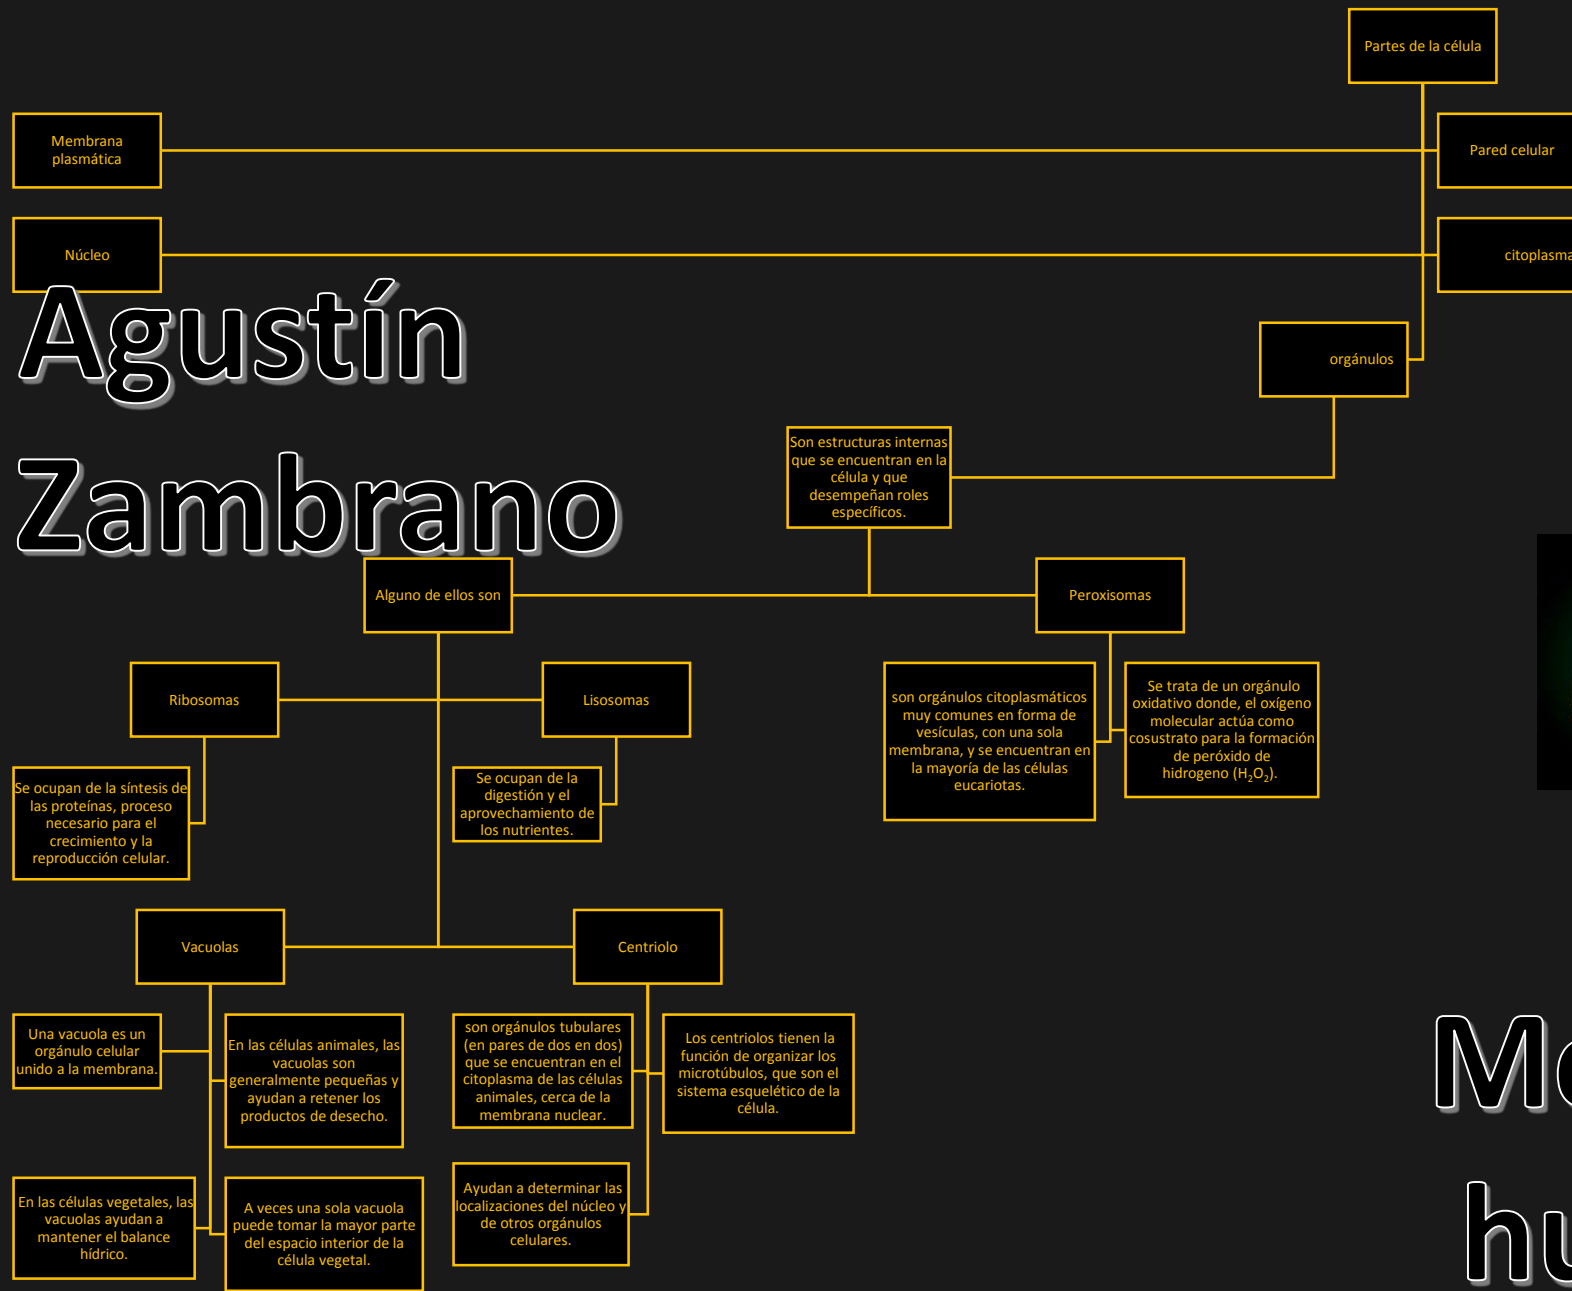 Partes de la célula
Membrana
plasmática
Pared celular
Núcleo
citoplasma
Agustín
Zambrano
orgánulos
Son estructuras internas
que se encuentran en la
célula y que
desempeñan roles
específicos.
Alguno de ellos son
Peroxisomas
Ribosomas
Lisosomas
son orgánulos citoplasmáticos
muy comunes en forma de
vesículas, con una sola
membrana, y se encuentran en
la mayoría de las células
eucariotas.
Se trata de un orgánulo
oxidativo donde, el oxígeno
molecular actúa como
cosustrato para la formación
de peróxido de
hidrogeno (H₂O₂).
Se ocupan de la síntesis de
las proteínas, proceso
necesario para el
crecimiento y la
reproducción celular.
Se ocupan de la
digestión y el
aprovechamiento de
los nutrientes.
Vacuolas
Centriolo
Una vacuola es un
orgánulo celular
unido a la membrana.
En las células animales, las
vacuolas son
generalmente pequeñas y
ayudan a retener los
productos de desecho.
son orgánulos tubulares
(en pares de dos en dos)
que se encuentran en el
citoplasma de las células
animales, cerca de la
membrana nuclear.
Los centriolos tienen la
función de organizar los
microtúbulos, que son el
sistema esquelético de la
célula.
En las células vegetales, las
vacuolas ayudan a
mantener el balance
hídrico.
A veces una sola vacuola
puede tomar la mayor parte
del espacio interior de la
célula vegetal.
Ayudan a determinar las
localizaciones del núcleo y
de otros orgánulos
celulares.